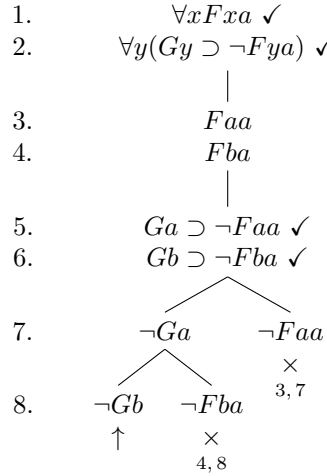 1. ∀xFxa ✓
2. ∀y(Gy ⊃ ¬Fya) ✓
3. Faa
4. Fba
5. Ga ⊃ ¬Faa ✓
6. Gb ⊃ ¬Fba ✓
7. ¬Ga ¬Faa
×
3, 7
8. ¬Gb ¬Fba
↑ ×
4, 8